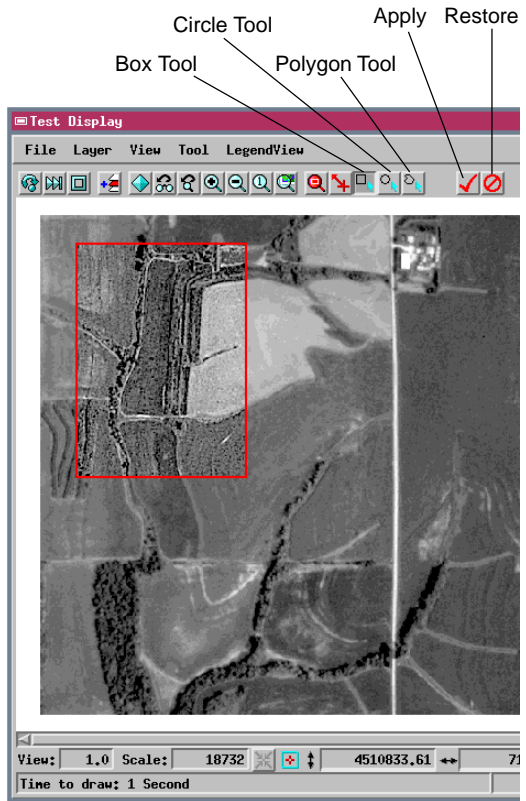 Circle Tool
Apply
Restore
Box Tool
Polygon Tool
Test Display
File Layer View Tool LegendView
View: 1.0 Scale: 18732 4510833.61 71
Time to draw: 1 Second